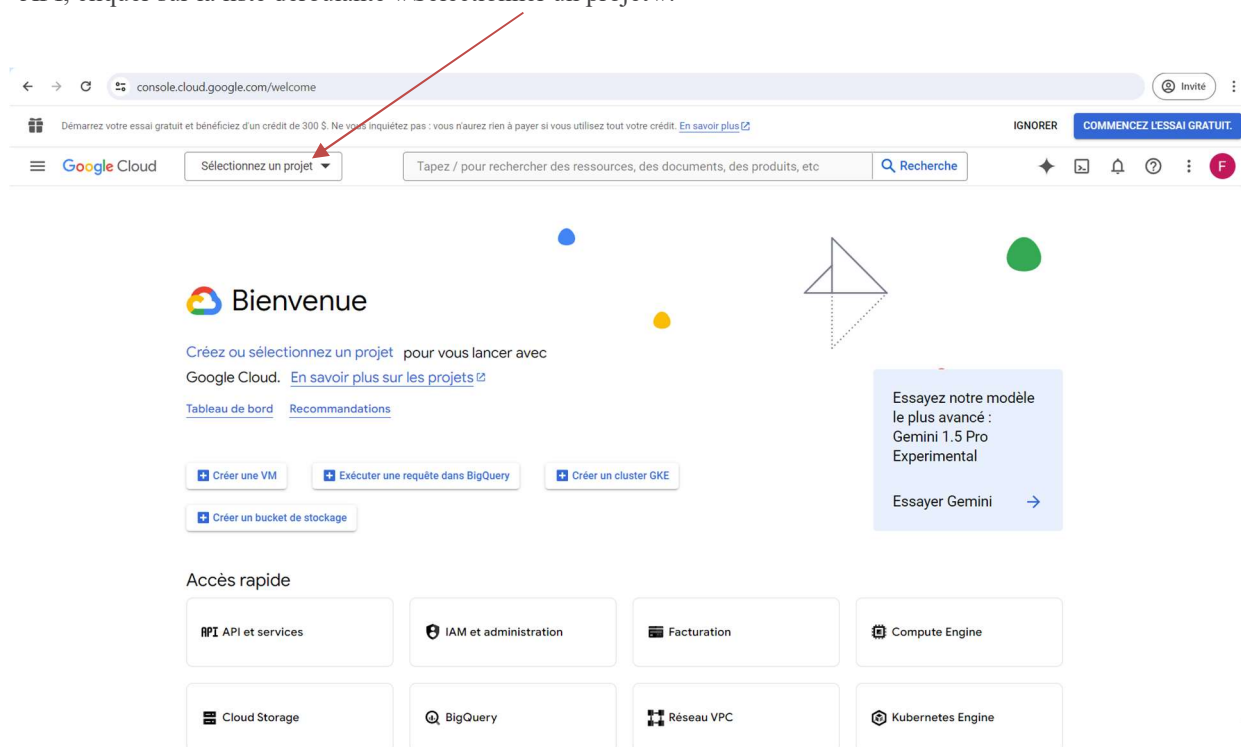 console.cloud.google.com/welcome
Invité
Démarrez votre essai gratuit et bénéficiez d'un crédit de 300 $. Ne vous inquiétez pas : vous n'aurez rien à payer si vous utilisez tout votre crédit. En savoir plus
IGNORER
COMMENCEZ L'ESSAI GRATUIT.
Google Cloud
Sélectionnez un projet
Tapez / pour rechercher des ressources, des documents, des produits, etc
Recherche
F
Bienvenue
Créez ou sélectionnez un projet pour vous lancer avec
Google Cloud. En savoir plus sur les projets
Tableau de bord Recommandations
Essayez notre modèle
le plus avancé :
Gemini 1.5 Pro
Experimental
Essayer Gemini
Créer une VM
Exécuter une requête dans BigQuery
Créer un cluster GKE
Créer un bucket de stockage
Accès rapide
API API et services
IAM et administration
Facturation
Compute Engine
Cloud Storage
BigQuery
Réseau VPC
Kubernetes Engine